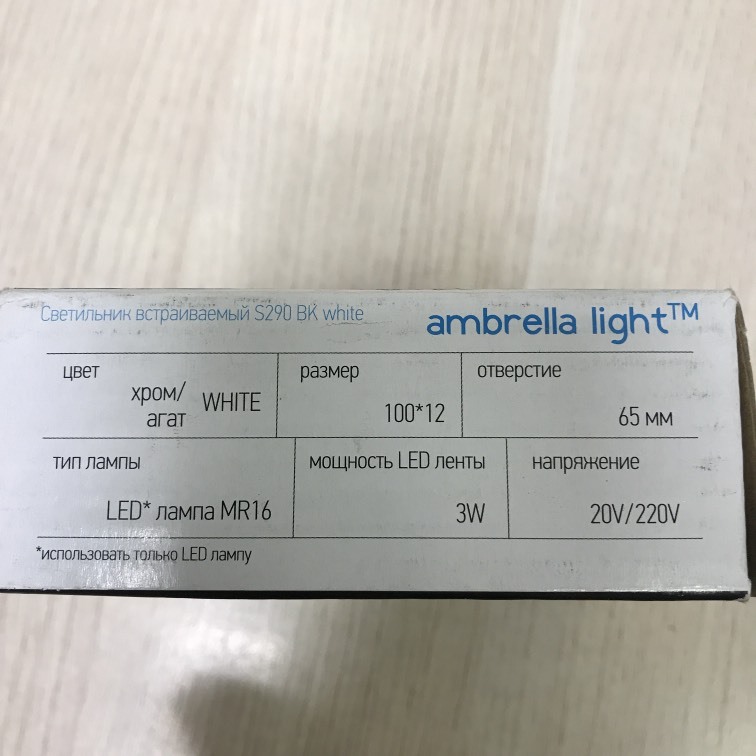 Светильник встраиваемый S290 BK white
ambrella light™
цвет
хром/
агат
WHITE
размер
100*12
отверстие
65 мм
тип лампы
LED* лампа MR16
мощность LED ленты
3W
напряжение
20V/220V
*использовать только LED лампу